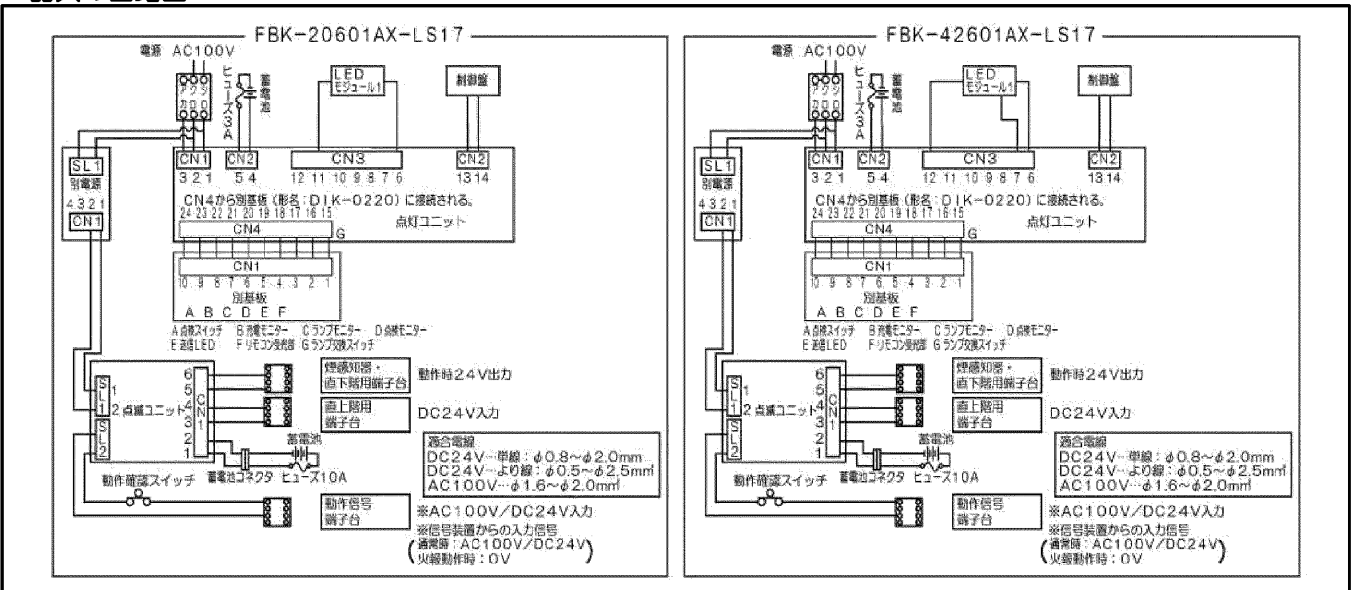 FBK-20601AX-LS17
電源 AC100V
アカ クロ シロ
ヒューズ3A
蓄電池
LED
モジュール1
制御盤
SL1
別電源
4 3 2 1
CN1
CN1
3 2 1
CN2
5 4
CN3
12 11 10 9 8 7 6
CN2
13 14
CN4から別基板(形名:DIK-0220)に接続される。
24 23 22 21 20 19 18 17 16 15
点灯ユニット
CN4
G
CN1
10 9 8 7 6 5 4 3 2 1
別基板
A B C D E F
A 点検スイッチ B 充電モニター C ランプモニター D 点検モニター
E 送信LED F リモコン受光部 G ランプ交換スイッチ
SL1
1
2
点滅ユニット
SL2
6
5
4
3
2
1
CN1
煙感知器・
直下階用端子台
動作時24V出力
直上階用
端子台
DC24V入力
蓄電池
蓄電池コネクタ ヒューズ10A
適合電線
DC24V…単線:φ0.8~φ2.0mm
DC24V…より線:φ0.5~φ2.5m㎡
AC100V…φ1.6~φ2.0m㎡
動作確認スイッチ
動作信号
端子台
※AC100V/DC24V入力
※信号装置からの入力信号
(通常時:AC100V/DC24V)
火報動作時:0V
FBK-42601AX-LS17
電源 AC100V
アカ クロ シロ
ヒューズ3A
蓄電池
LED
モジュール1
制御盤
SL1
別電源
4 3 2 1
CN1
CN1
3 2 1
CN2
5 4
CN3
12 11 10 9 8 7 6
CN2
13 14
CN4から別基板(形名:DIK-0220)に接続される。
24 23 22 21 20 19 18 17 16 15
点灯ユニット
CN4
G
CN1
10 9 8 7 6 5 4 3 2 1
別基板
A B C D E F
A 点検スイッチ B 充電モニター C ランプモニター D 点検モニター
E 送信LED F リモコン受光部 G ランプ交換スイッチ
SL1
1
2
点滅ユニット
SL2
6
5
4
3
2
1
CN1
煙感知器・
直下階用端子台
動作時24V出力
直上階用
端子台
DC24V入力
蓄電池
蓄電池コネクタ ヒューズ10A
適合電線
DC24V…単線:φ0.8~φ2.0mm
DC24V…より線:φ0.5~φ2.5m㎡
AC100V…φ1.6~φ2.0m㎡
動作確認スイッチ
動作信号
端子台
※AC100V/DC24V入力
※信号装置からの入力信号
(通常時:AC100V/DC24V)
火報動作時:0V